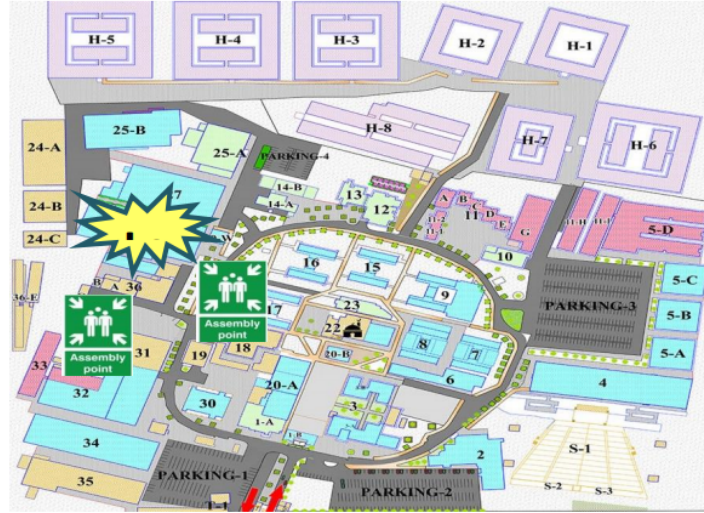 H-5
H-4
H-3
H-2
H-1
25-B
24-A
25-A
PARKING-4
H-8
H-7
H-6
14-B
14-A
13
12
A
B
C
D
E
11
G
5-D
24-B
7
24-C
10
5-C
16
15
9
PARKING-3
5-B
36-E
B
A
36
Assembly
point
17
23
22
8
7
5-A
Assembly
point
31
33
32
19
18
20-B
6
4
20-A
30
3
1-A
1-B
34
2
S-1
35
PARKING-1
PARKING-2
S-2
S-3